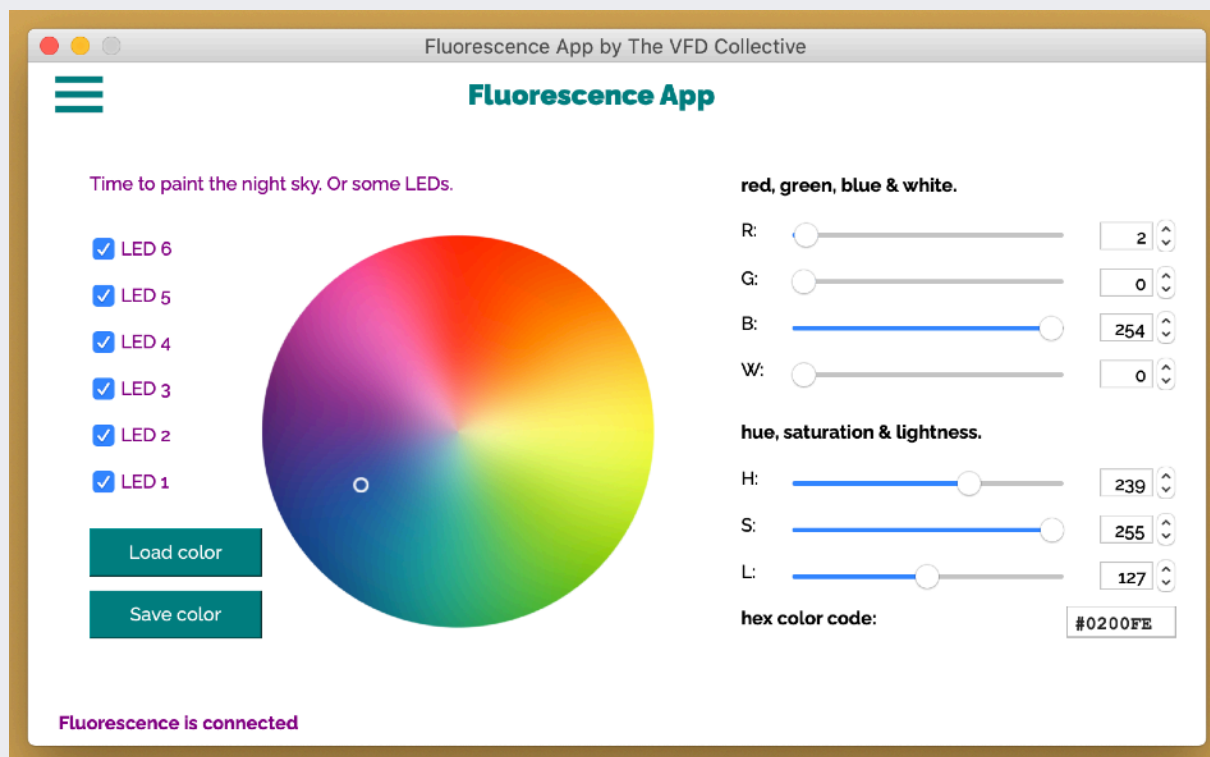 Fluorescence App by The VFD Collective
Fluorescence App
Time to paint the night sky. Or some LEDs.
LED 6
LED 5
LED 4
LED 3
LED 2
LED 1
Load color
Save color
red, green, blue & white.
R: 2
G: 0
B: 254
W: 0
hue, saturation & lightness.
H: 239
S: 255
L: 127
hex color code: #0200FE
Fluorescence is connected